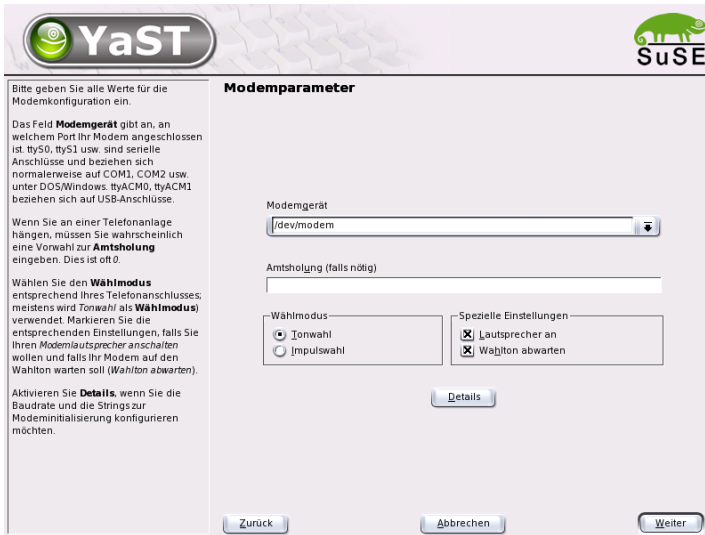 YaST
SuSE
Bitte geben Sie alle Werte für die
Modemkonfiguration ein.
Das Feld Modemgerät gibt an, an
welchem Port Ihr Modem angeschlossen
ist. ttyS0, ttyS1 usw. sind serielle
Anschlüsse und beziehen sich
normalerweise auf COM1, COM2 usw.
unter DOS/Windows. ttyACM0, ttyACM1
beziehen sich auf USB-Anschlüsse.
Wenn Sie an einer Telefonanlage
hängen, müssen Sie wahrscheinlich
eine Vorwahl zur Amtsholung
eingeben. Dies ist oft 0.
Wählen Sie den Wählmodus
entsprechend Ihres Telefonanschlusses;
meistens wird Tonwahl als Wählmodus)
verwendet. Markieren Sie die
entsprechenden Einstellungen, falls Sie
Ihren Modemlautsprecher anschalten
wollen und falls Ihr Modem auf den
Wahlton warten soll (Wahlton abwarten).
Aktivieren Sie Details, wenn Sie die
Baudrate und die Strings zur
Modeminitialisierung konfigurieren
möchten.
Modemparameter
Modemgerät
/dev/modem
Amtsholung (falls nötig)
Wählmodus
Tonwahl
Impulswahl
Spezielle Einstellungen
Lautsprecher an
Wahlton abwarten
Details
Zurück
Abbrechen
Weiter